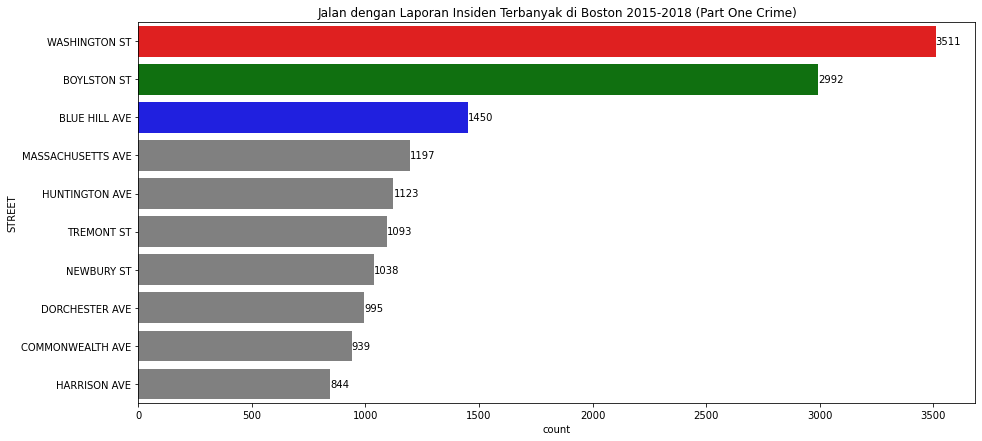 Jalan dengan Laporan Insiden Terbanyak di Boston 2015-2018 (Part One Crime)
WASHINGTON ST 3511
BOYLSTON ST 2992
BLUE HILL AVE 1450
MASSACHUSETTS AVE 1197
HUNTINGTON AVE 1123
TREMONT ST 1093
NEWBURY ST 1038
DORCHESTER AVE 995
COMMONWEALTH AVE 939
HARRISON AVE 844
STREET
0 500 1000 1500 2000 2500 3000 3500
count